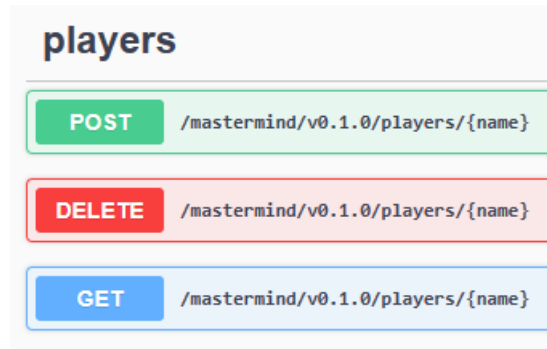 players
POST /mastermind/v0.1.0/players/{name}
DELETE /mastermind/v0.1.0/players/{name}
GET /mastermind/v0.1.0/players/{name}